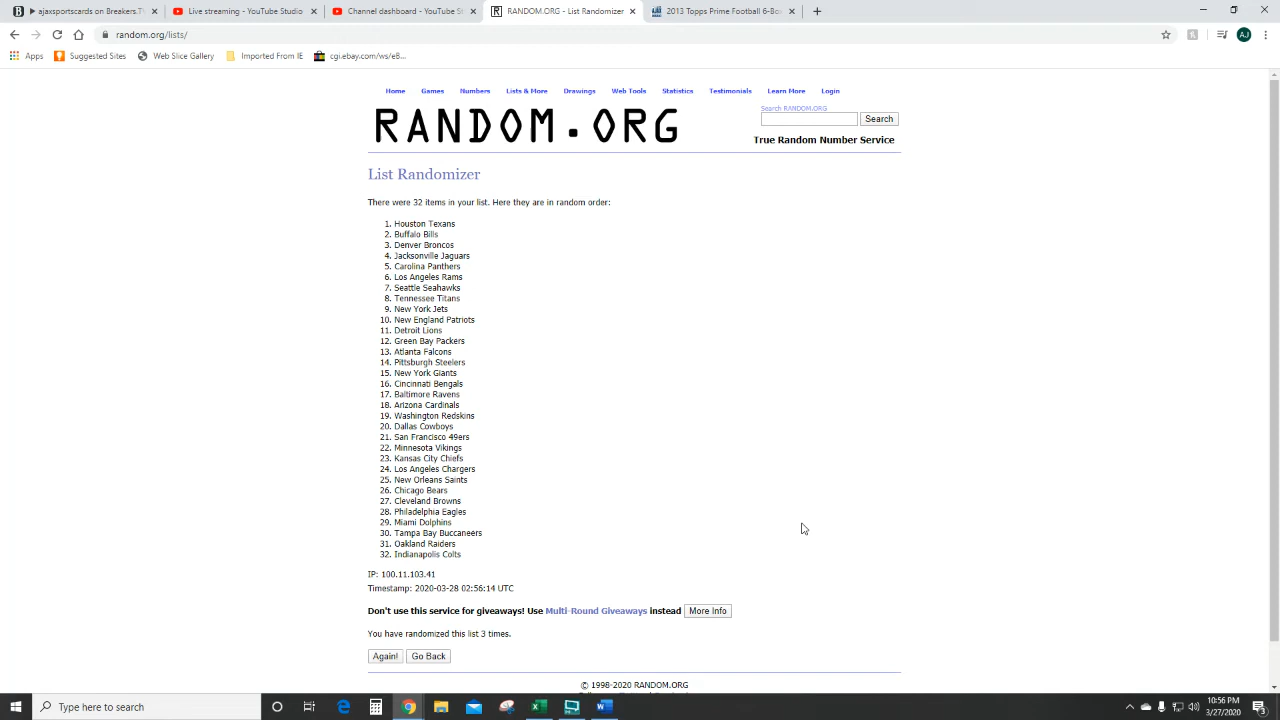 ajaxsportscards on Breakers.TV
Live streaming - YouTube Studio
Channel dashboard - YouTube St
RANDOM.ORG - List Randomizer
2013 Topps Prime Football 6-Bo
random.org/lists/
AJ
Apps
Suggested Sites
Web Slice Gallery
Imported From IE
cgi.ebay.com/ws/eB...
Home Games Numbers Lists & More Drawings Web Tools Statistics Testimonials Learn More Login
RANDOM.ORG
Search RANDOM.ORG
Search
True Random Number Service
List Randomizer
There were 32 items in your list. Here they are in random order:
1. Houston Texans
2. Buffalo Bills
3. Denver Broncos
4. Jacksonville Jaguars
5. Carolina Panthers
6. Los Angeles Rams
7. Seattle Seahawks
8. Tennessee Titans
9. New York Jets
10. New England Patriots
11. Detroit Lions
12. Green Bay Packers
13. Atlanta Falcons
14. Pittsburgh Steelers
15. New York Giants
16. Cincinnati Bengals
17. Baltimore Ravens
18. Arizona Cardinals
19. Washington Redskins
20. Dallas Cowboys
21. San Francisco 49ers
22. Minnesota Vikings
23. Kansas City Chiefs
24. Los Angeles Chargers
25. New Orleans Saints
26. Chicago Bears
27. Cleveland Browns
28. Philadelphia Eagles
29. Miami Dolphins
30. Tampa Bay Buccaneers
31. Oakland Raiders
32. Indianapolis Colts
IP: 100.11.103.41
Timestamp: 2020-03-28 02:56:14 UTC
Don't use this service for giveaways! Use Multi-Round Giveaways instead More Info
You have randomized this list 3 times.
Again! Go Back
© 1998-2020 RANDOM.ORG
Type here to search
10:56 PM
3/27/2020